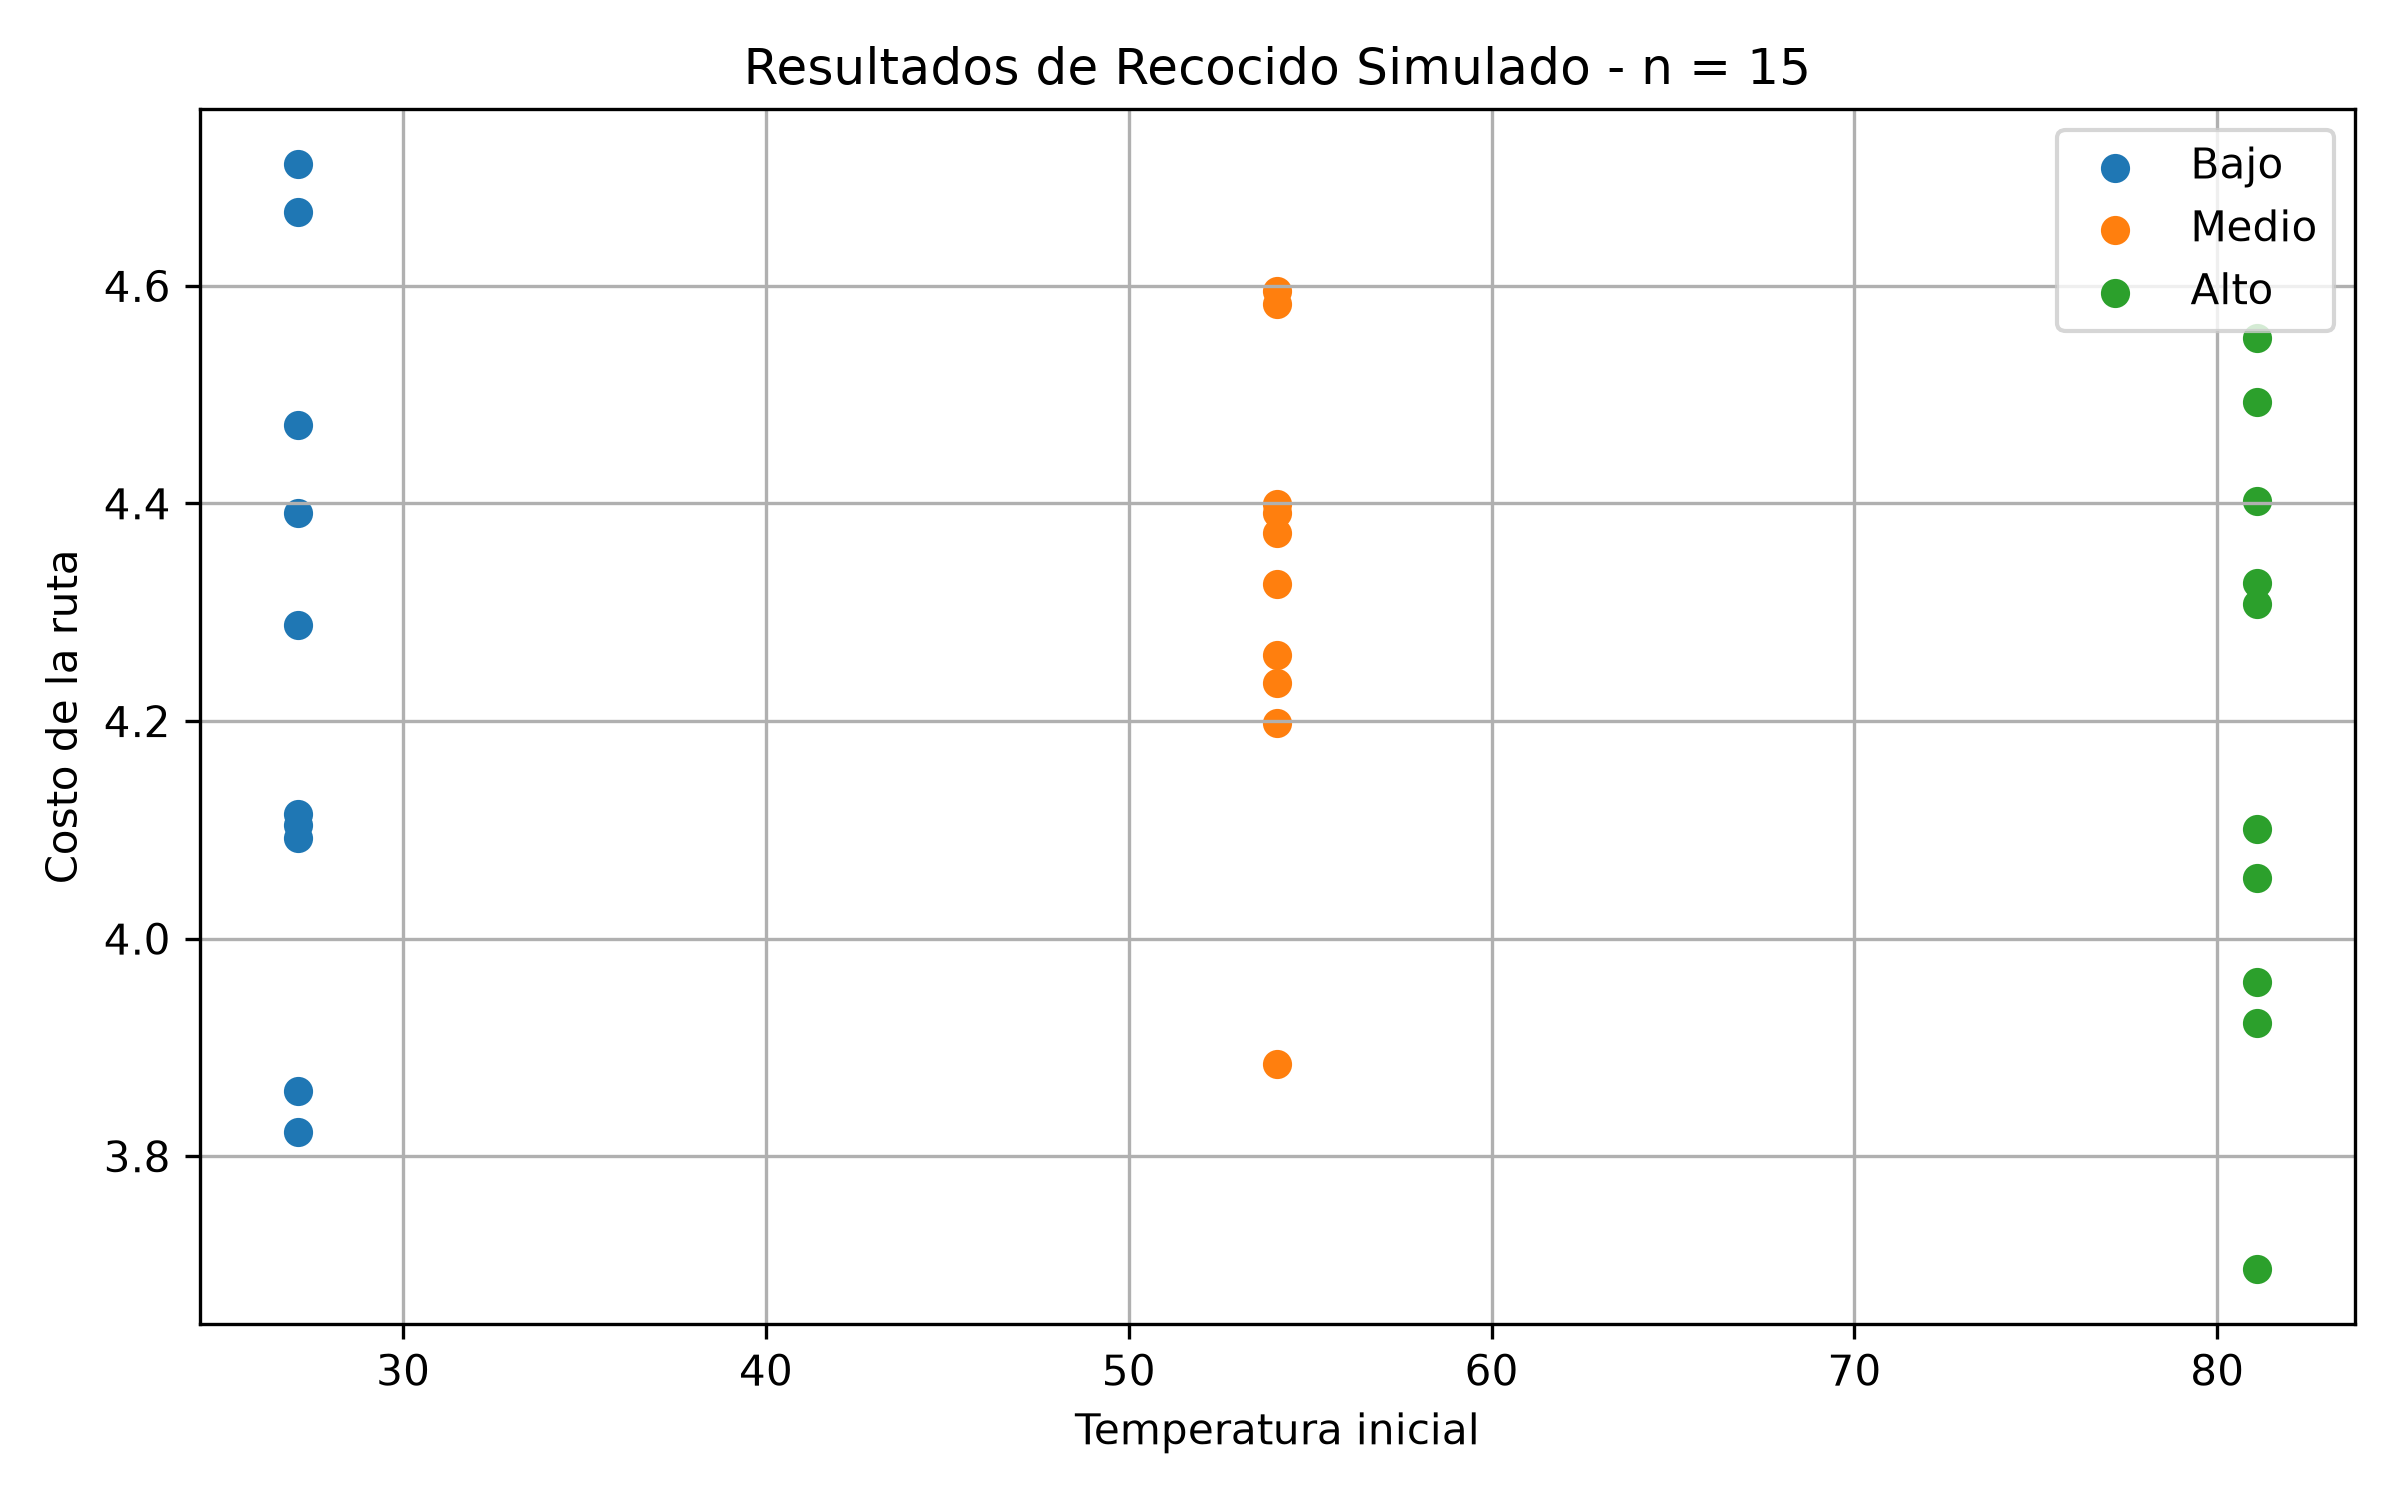 Resultados de Recocido Simulado - n = 15
Bajo
Medio
Alto
Costo de la ruta
4.6
4.4
4.2
4.0
3.8
30 40 50 60 70 80
Temperatura inicial